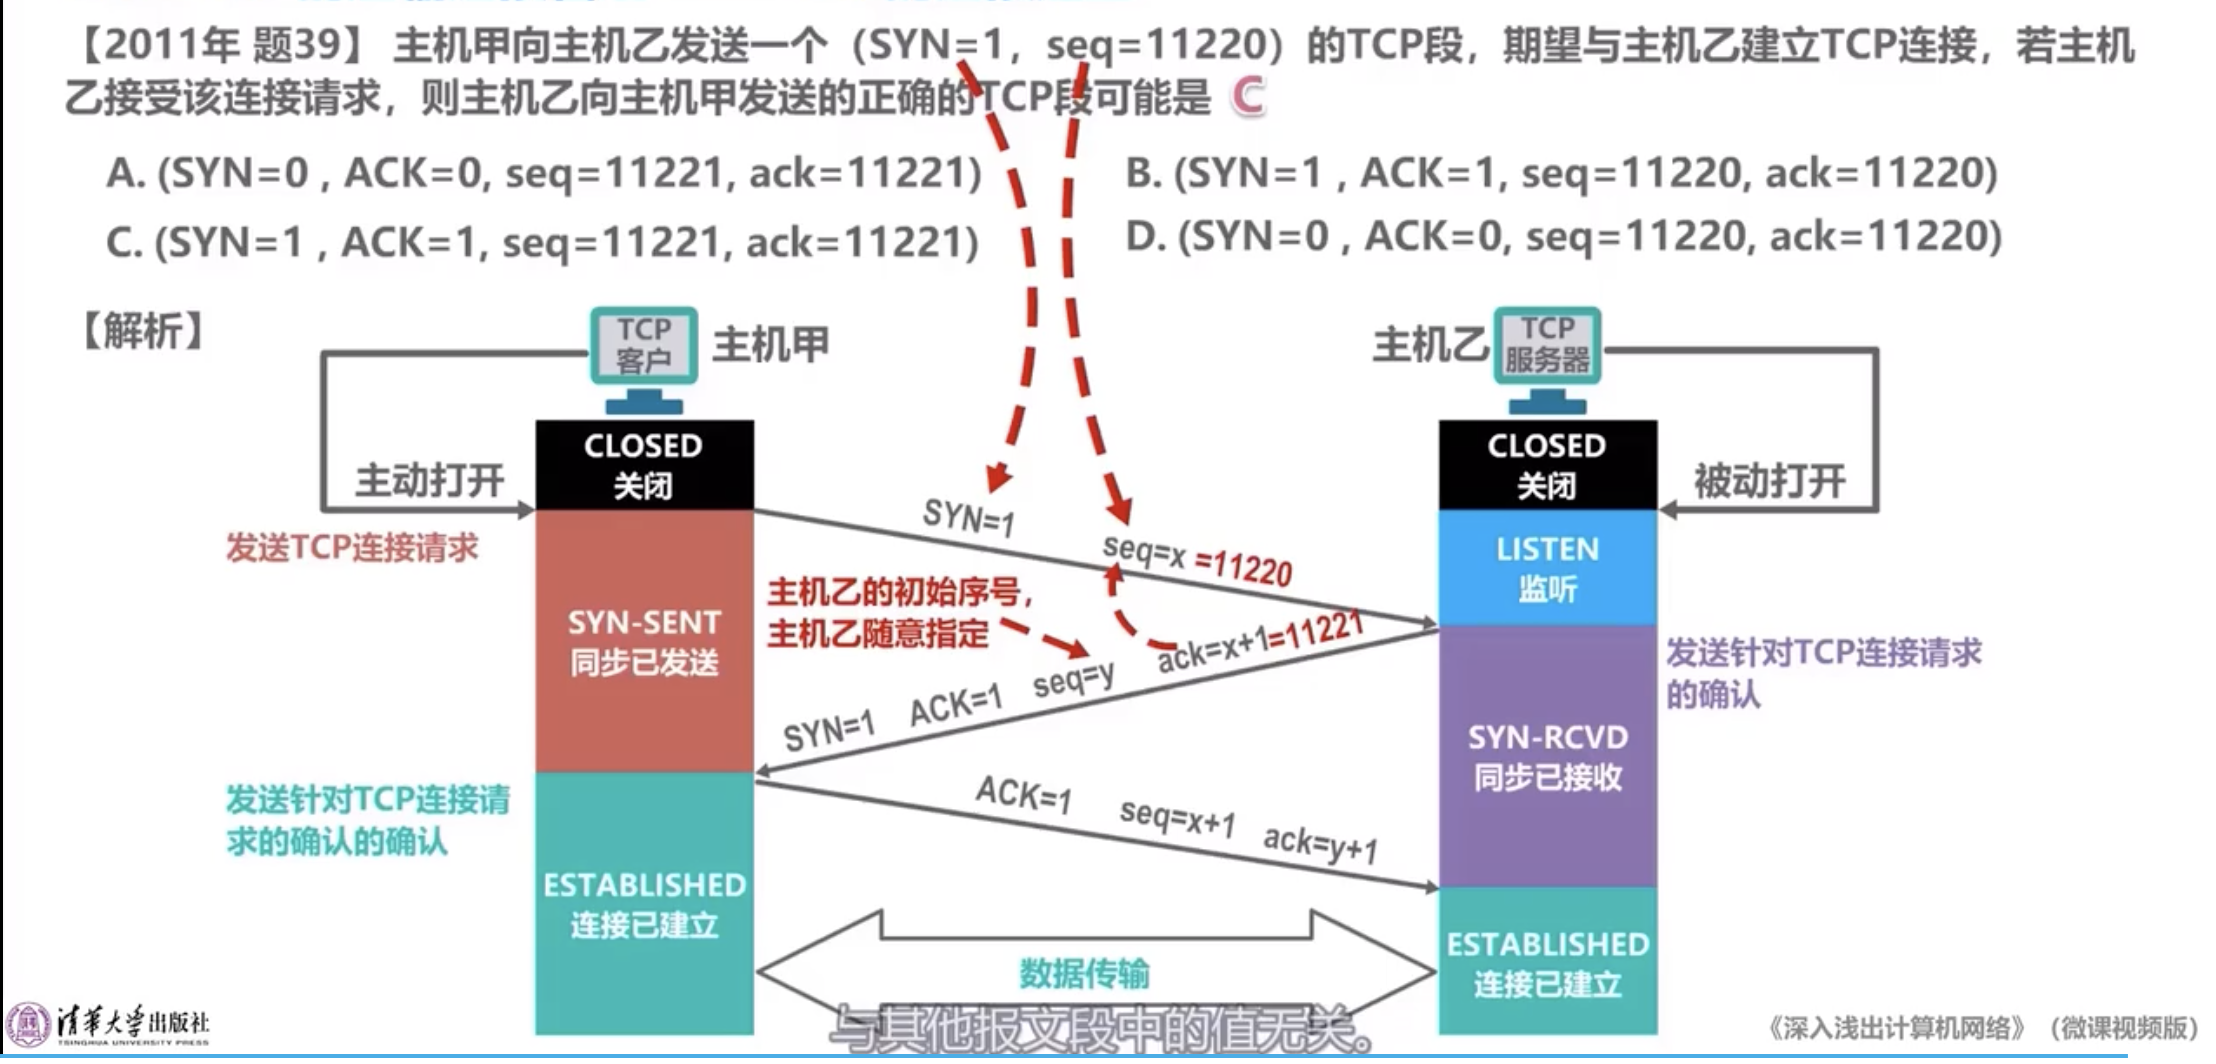 【2011年 题39】 主机甲向主机乙发送一个（SYN=1，seq=11220）的TCP段，期望与主机乙建立TCP连接，若主机
乙接受该连接请求，则主机乙向主机甲发送的正确的TCP段可能是 C
A. (SYN=0 , ACK=0, seq=11221, ack=11221)
B. (SYN=1 , ACK=1, seq=11220, ack=11220)
C. (SYN=1 , ACK=1, seq=11221, ack=11221)
D. (SYN=0 , ACK=0, seq=11220, ack=11220)
【解析】
TCP
客户
主机甲
主机乙
TCP
服务器
主动打开
CLOSED
关闭
CLOSED
关闭
被动打开
发送TCP连接请求
SYN=1
seq=x =11220
LISTEN
监听
SYN-SENT
同步已发送
主机乙的初始序号，
主机乙随意指定
SYN=1 ACK=1 seq=y ack=x+1=11221
发送针对TCP连接请求
的确认
SYN-RCVD
同步已接收
发送针对TCP连接请
求的确认的确认
ACK=1 seq=x+1 ack=y+1
ESTABLISHED
连接已建立
ESTABLISHED
连接已建立
数据传输
与其他报文段中的值无关。
清华大学出版社
TSINGHUA UNIVERSITY PRESS
《深入浅出计算机网络》（微课视频版）